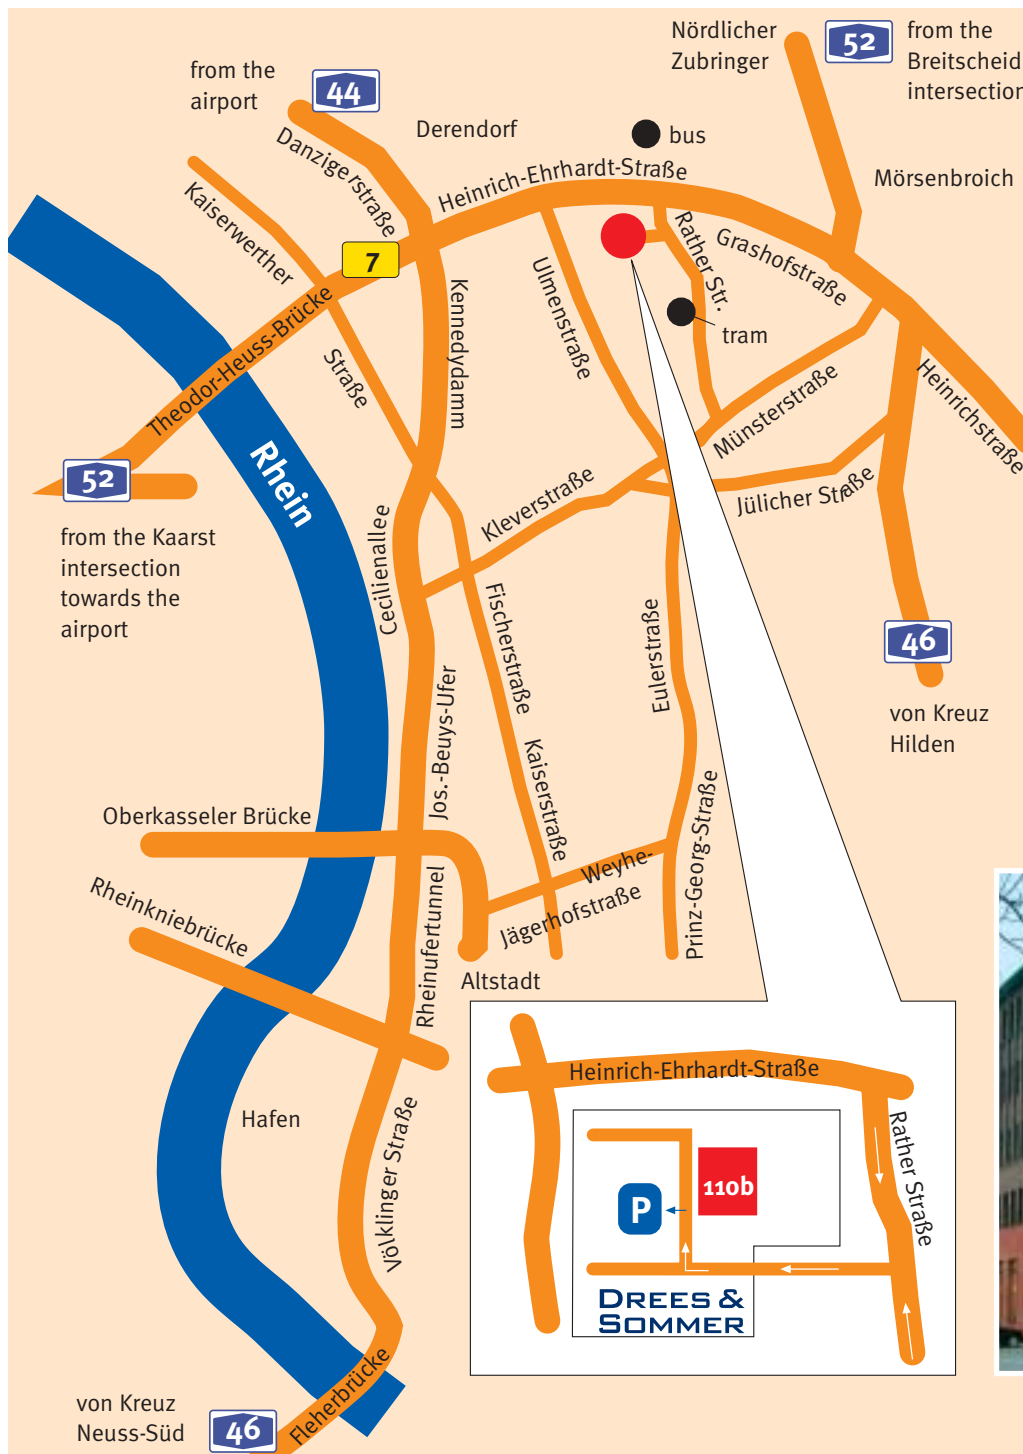 Nördlicher
Zubringer
52
from the
Breitscheid
intersection
from the
airport
44
Derendorf
bus
Mörsenbroich
Danzigerstraße
Heinrich-Ehrhardt-Straße
Kaiserwerther
Straße
7
Rather Str.
Grashofstraße
Ulmenstraße
Kennedydamm
tram
Theodor-Heuss-Brücke
Münsterstraße
Heinrichstraße
Rhein
52
from the Kaarst
intersection
towards the
airport
Kleverstraße
Jülicher Straße
Cecilienallee
Fischerstraße
Eulerstraße
46
von Kreuz
Hilden
Jos.-Beuys-Ufer
Kaiserstraße
Prinz-Georg-Straße
Oberkasseler Brücke
Weyhe-
Jägerhofstraße
Rheinkniebrücke
Rheinufertunnel
Altstadt
Heinrich-Ehrhardt-Straße
Rather Straße
Hafen
Völklinger Straße
110b
P
DREES &
SOMMER
Fleherbrücke
von Kreuz
Neuss-Süd
46